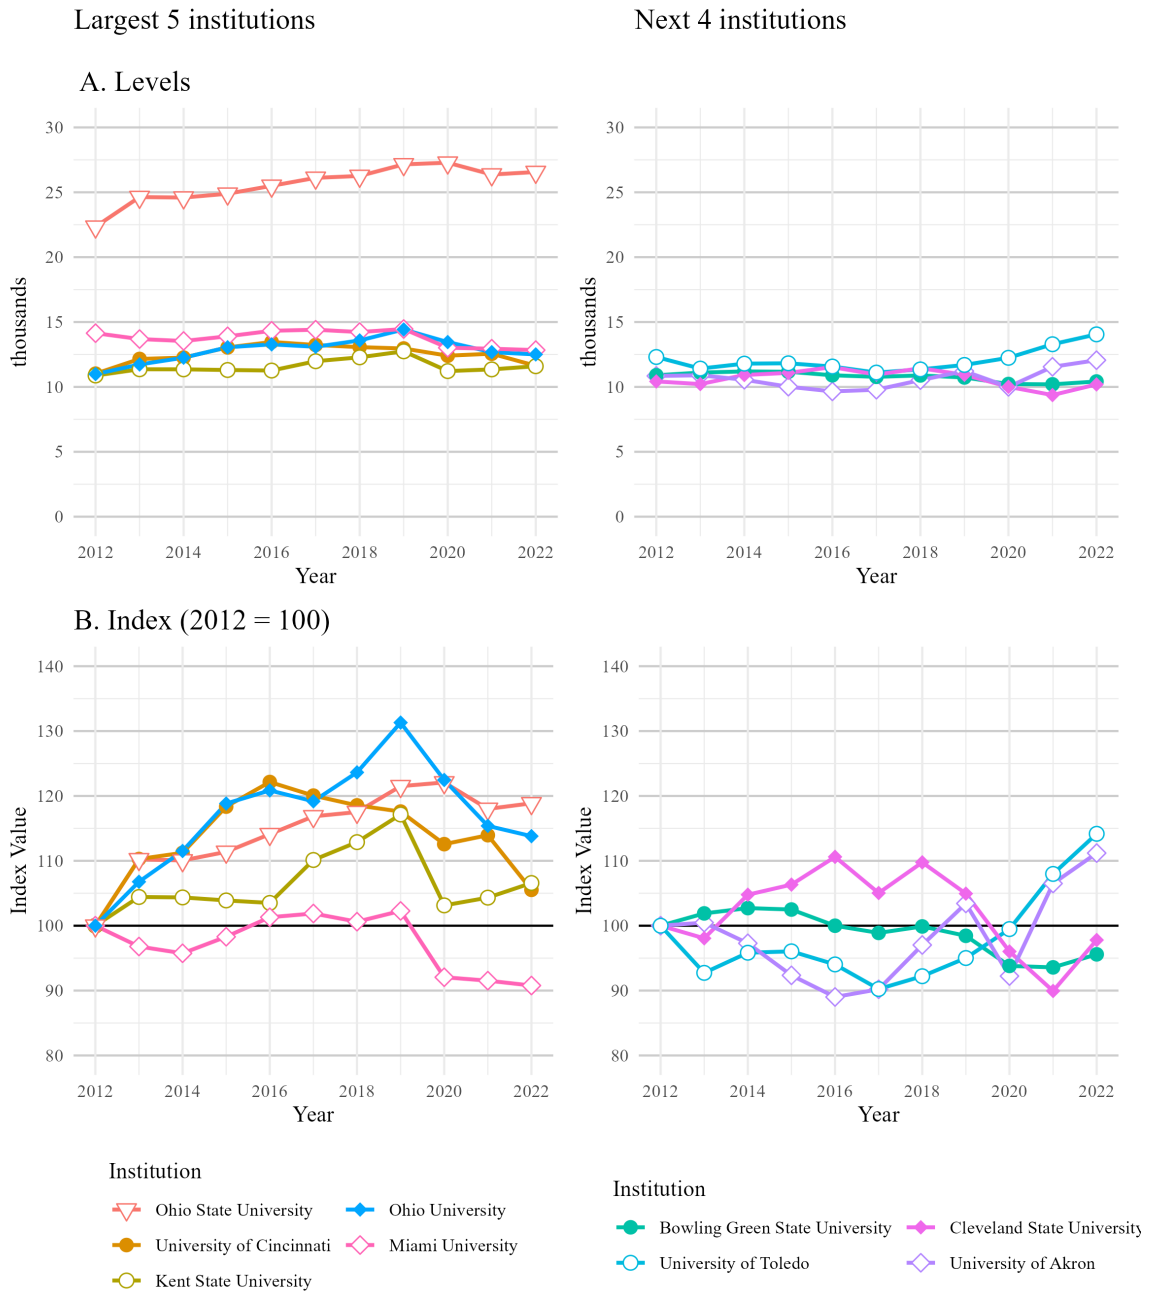 Largest 5 institutions
Next 4 institutions
A. Levels
30
25
20
15
10
5
0
thousands
2012 2014 2016 2018 2020 2022
Year
30
25
20
15
10
5
0
thousands
2012 2014 2016 2018 2020 2022
Year
B. Index (2012 = 100)
140
130
120
110
100
90
80
Index Value
2012 2014 2016 2018 2020 2022
Year
140
130
120
110
100
90
80
Index Value
2012 2014 2016 2018 2020 2022
Year
Institution
Ohio State University
Ohio University
University of Cincinnati
Miami University
Kent State University
Institution
Bowling Green State University
Cleveland State University
University of Toledo
University of Akron